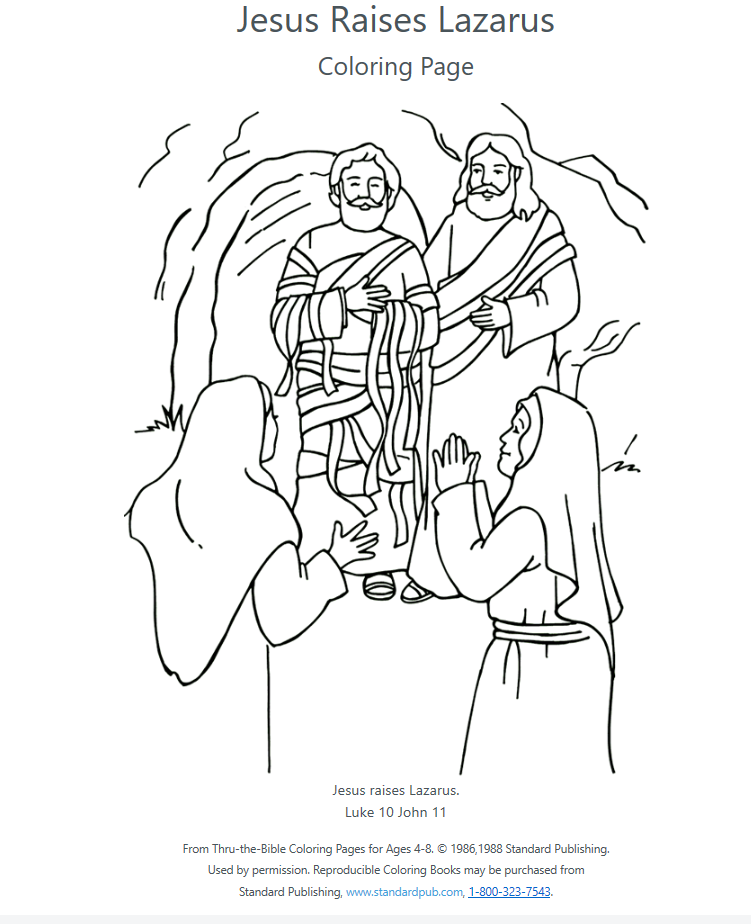 Jesus Raises Lazarus
Coloring Page
Jesus raises Lazarus.
Luke 10 John 11
From Thru-the-Bible Coloring Pages for Ages 4-8. © 1986,1988 Standard Publishing.
Used by permission. Reproducible Coloring Books may be purchased from
Standard Publishing, www.standardpub.com, 1-800-323-7543.